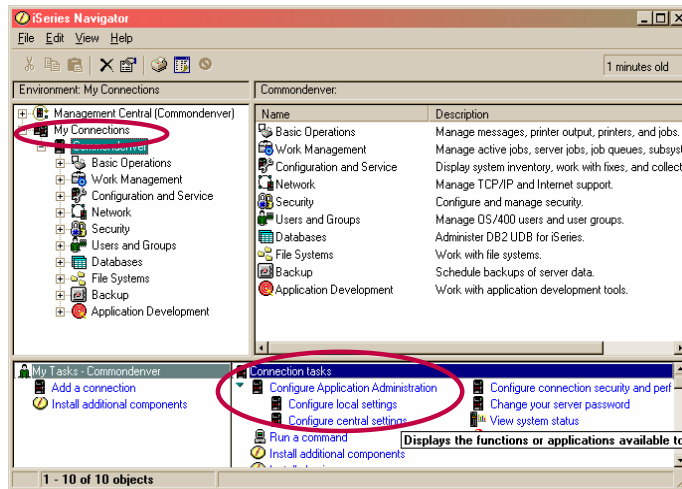 iSeries Navigator
File Edit View Help
1 minutes old
Environment: My Connections
Commondenver:
Management Central (Commondenver)
My Connections
Commondenver
Basic Operations
Work Management
Configuration and Service
Network
Security
Users and Groups
Databases
File Systems
Backup
Application Development
Name Description
Basic Operations Manage messages, printer output, printers, and jobs.
Work Management Manage active jobs, server jobs, job queues, subsyst
Configuration and Service Display system inventory, work with fixes, and collect
Network Manage TCP/IP and Internet support.
Security Configure and manage security.
Users and Groups Manage OS/400 users and user groups.
Databases Administer DB2 UDB for iSeries.
File Systems Work with file systems.
Backup Schedule backups of server data.
Application Development Work with application development tools.
My Tasks - Commondenver
Add a connection
Install additional components
Connection tasks
Configure Application Administration
Configure local settings
Configure central settings
Run a command
Install additional components
Configure connection security and perf
Change your server password
View system status
Displays the functions or applications available to
1 - 10 of 10 objects